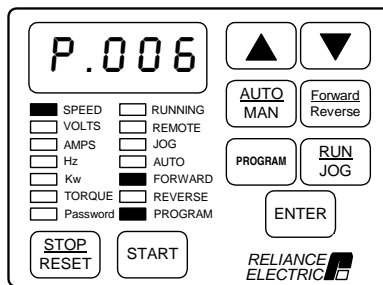 P.006
SPEED RUNNING
VOLTS REMOTE
AMPS JOG
Hz AUTO
Kw FORWARD
TORQUE REVERSE
Password PROGRAM
AUTO
MAN
Forward
Reverse
PROGRAM
RUN
JOG
ENTER
STOP
RESET
START
RELIANCE
ELECTRIC